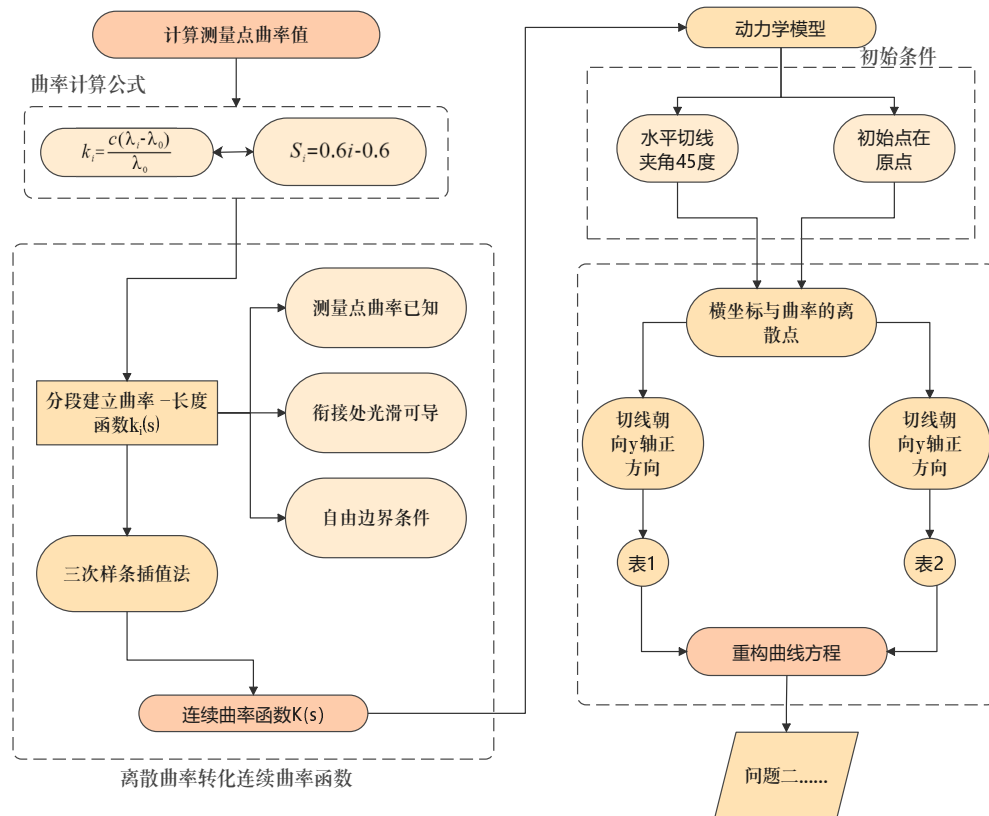 计算测量点曲率值
曲率计算公式
k_i=c(λ_i-λ_0)/λ_0
S_i=0.6i-0.6
测量点曲率已知
分段建立曲率-长度
函数k_i(s)
衔接处光滑可导
自由边界条件
三次样条插值法
连续曲率函数K(s)
离散曲率转化连续曲率函数
动力学模型
初始条件
水平切线
夹角45度
初始点在
原点
横坐标与曲率的离
散点
切线朝
向y轴正
方向
切线朝
向y轴正
方向
表1
表2
重构曲线方程
问题二......